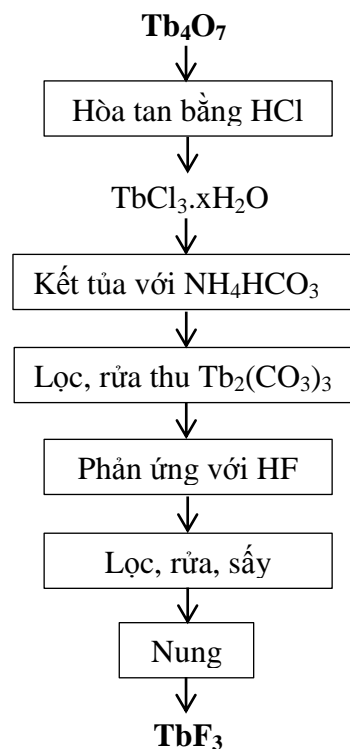 Tb₄O₇
Hòa tan bằng HCl
TbCl₃.xH₂O
Kết tủa với NH₄HCO₃
Lọc, rửa thu Tb₂(CO₃)₃
Phản ứng với HF
Lọc, rửa, sấy
Nung
TbF₃